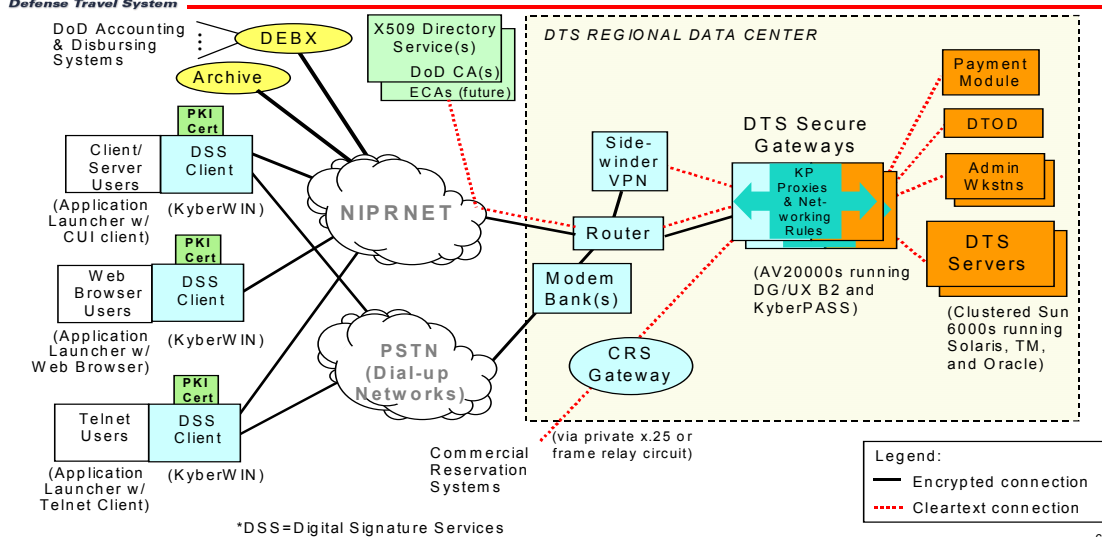 Defense Travel System
DoD Accounting
& Disbursing
Systems
DEBX
Archive
X509 Directory
Service(s)
DoD CA(s)
ECAs (future)
DTS REGIONAL DATA CENTER
PKI
Cert
Client/
Server
Users
DSS
Client
(Application
Launcher w/
CUI client)
(KyberWIN)
PKI
Cert
Web
Browser
Users
DSS
Client
(Application
Launcher w/
Web Browser)
(KyberWIN)
PKI
Cert
Telnet
Users
DSS
Client
(Application
Launcher w/
Telnet Client)
(KyberWIN)
NIPRNET
PSTN
(Dial-up
Networks)
Side-
winder
VPN
Router
Modem
Bank(s)
CRS
Gateway
Commercial
Reservation
Systems
(via private x.25 or
frame relay circuit)
DTS Secure
Gateways
KP
Proxies
& Net-
working
Rules
(AV20000s running
DG/UX B2 and
KyberPASS)
Payment
Module
DTOD
Admin
Wkstns
DTS
Servers
(Clustered Sun
6000s running
Solaris, TM,
and Oracle)
Legend:
Encrypted connection
Cleartext connection
*DSS=Digital Signature Services